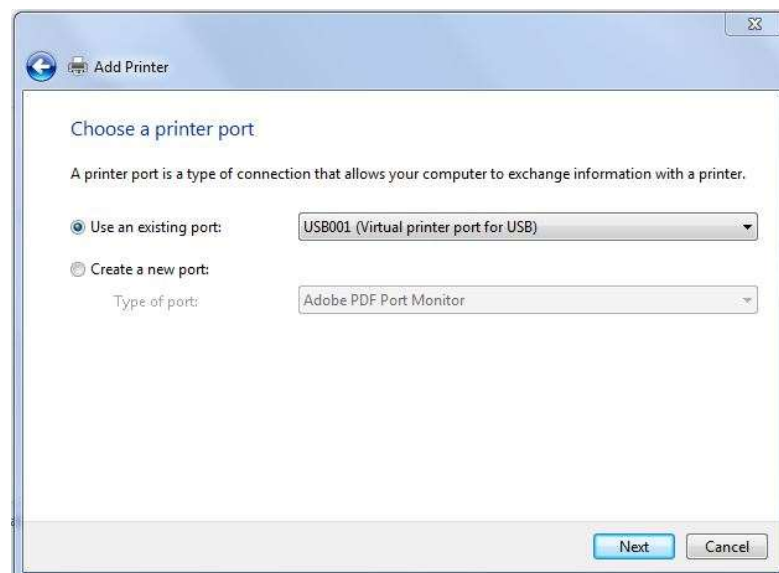 Add Printer
Choose a printer port
A printer port is a type of connection that allows your computer to exchange information with a printer.
Use an existing port: USB001 (Virtual printer port for USB)
Create a new port:
Type of port: Adobe PDF Port Monitor
Next Cancel